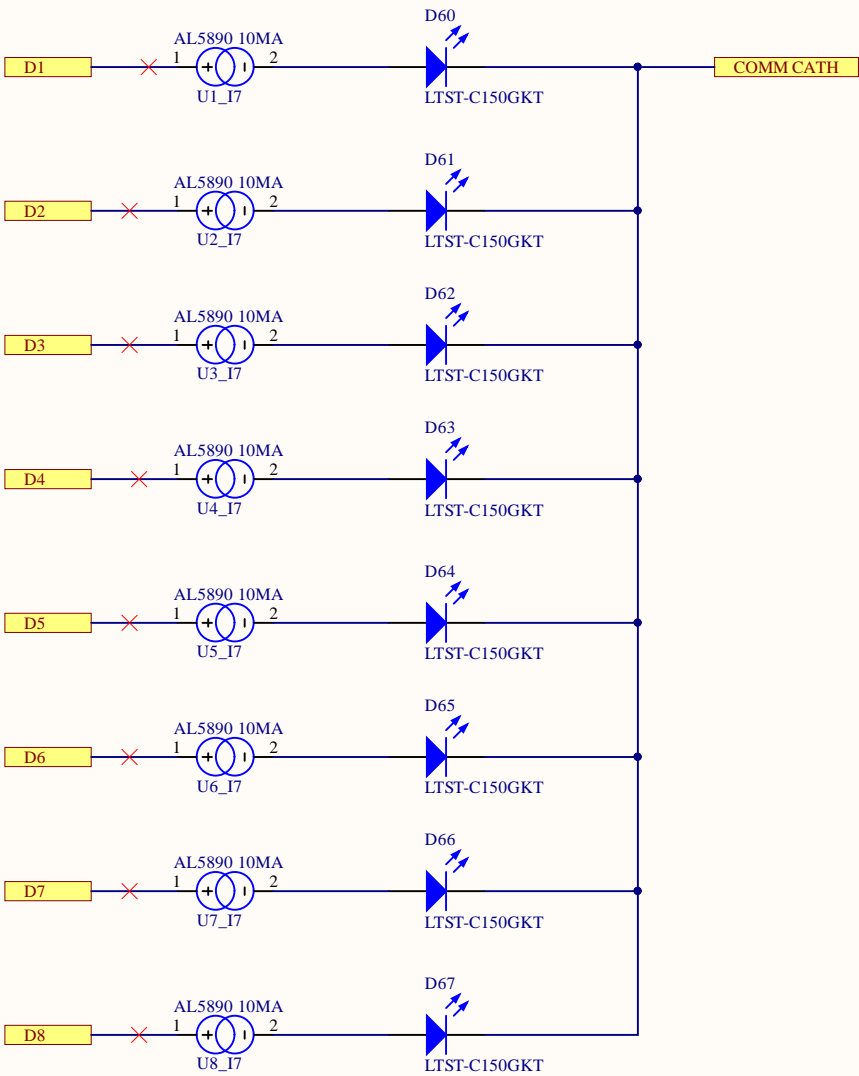 D60
AL5890 10MA
D1 1 2 COMM CATH
U1_I7 LTST-C150GKT
D61
AL5890 10MA
D2 1 2
U2_I7 LTST-C150GKT
D62
AL5890 10MA
D3 1 2
U3_I7 LTST-C150GKT
D63
AL5890 10MA
D4 1 2
U4_I7 LTST-C150GKT
D64
AL5890 10MA
D5 1 2
U5_I7 LTST-C150GKT
D65
AL5890 10MA
D6 1 2
U6_I7 LTST-C150GKT
D66
AL5890 10MA
D7 1 2
U7_I7 LTST-C150GKT
D67
AL5890 10MA
D8 1 2
U8_I7 LTST-C150GKT